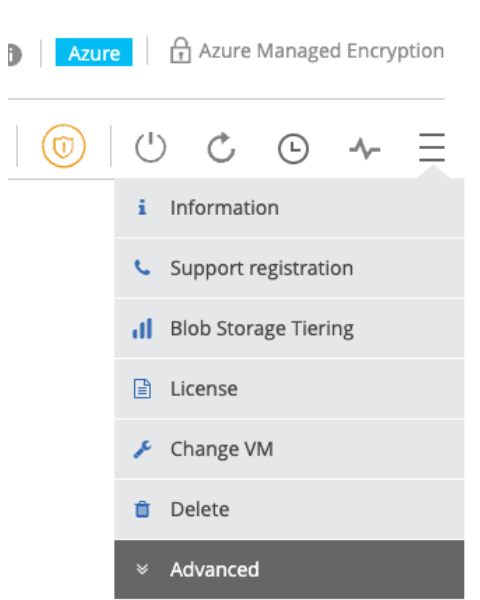 Azure
Azure Managed Encryption
Information
Support registration
Blob Storage Tiering
License
Change VM
Delete
Advanced